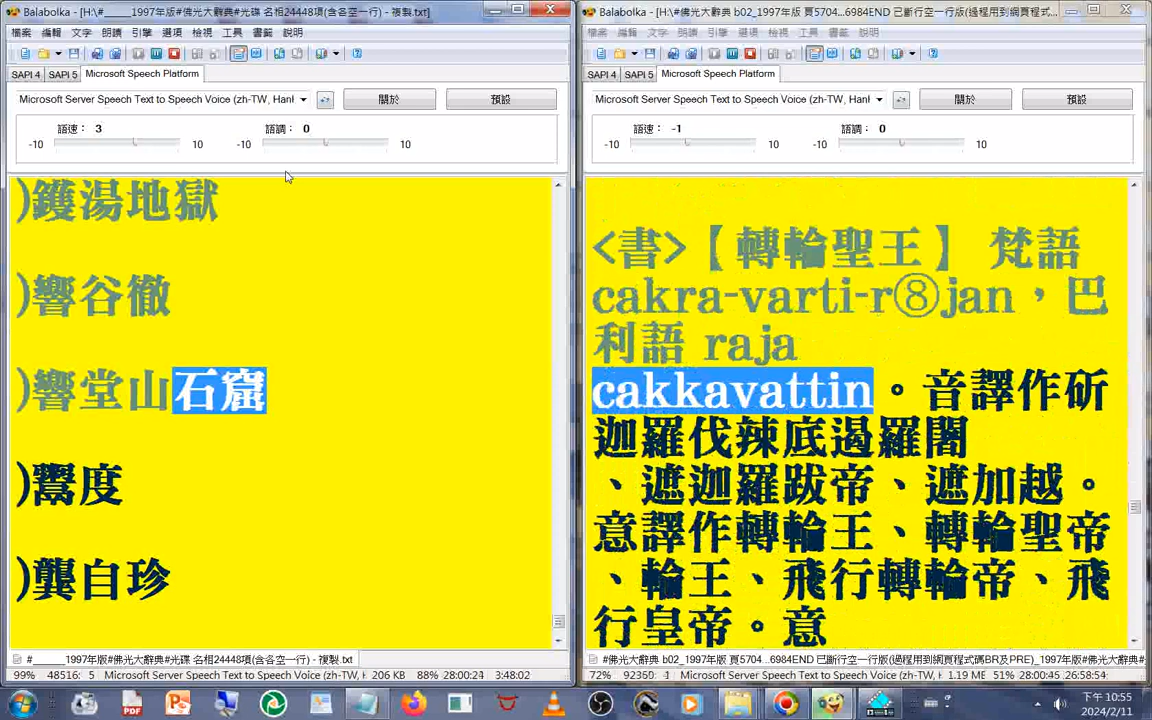 Balabolka - [H:\#_____1997年版#佛光大辭典#光碟 名相24448項(含各空一行) - 複製.txt]
檔案 編輯 文字 朗讀 引擎 選項 檢視 工具 書籤 說明
SAPI 4 SAPI 5 Microsoft Speech Platform
Microsoft Server Speech Text to Speech Voice (zh-TW, Hanl
關於 預設
語速： 3 語調： 0
-10 10 -10 10
)鑊湯地獄
)響谷徹
)響堂山石窟
)鬻度
)龔自珍
#_____1997年版#佛光大辭典#光碟 名相24448項(含各空一行) - 複製.txt
99% 48516: 5 Microsoft Server Speech Text to Speech Voice (zh-TW, H 206 KB 88% 28:00:24 3:48:02
Balabolka - [H:\#佛光大辭典 b02_1997年版 頁5704...6984END 已斷行空一行版(過程用到網頁程式...
檔案 編輯 文字 朗讀 引擎 選項 檢視 工具 書籤 說明
SAPI 4 SAPI 5 Microsoft Speech Platform
Microsoft Server Speech Text to Speech Voice (zh-TW, Hanl
關於 預設
語速： -1 語調： 0
-10 10 -10 10
<書>【轉輪聖王】 梵語
cakra-varti-r⑧jan，巴
利語 raja
cakkavattin。音譯作斫
迦羅伐辣底遏羅闍
、遮迦羅跋帝、遮加越。
意譯作轉輪王、轉輪聖帝
、輪王、飛行轉輪帝、飛
行皇帝。意
#佛光大辭典 b02_1997年版 頁5704...6984END 已斷行空一行版(過程用到網頁程式碼BR及PRE)_1997年版#
72% 92350: 1 Microsoft Server Speech Text to Speech Voice (zh-TW, 1.19 ME 51% 28:00:45 26:58:54
下午 10:55
2024/2/11